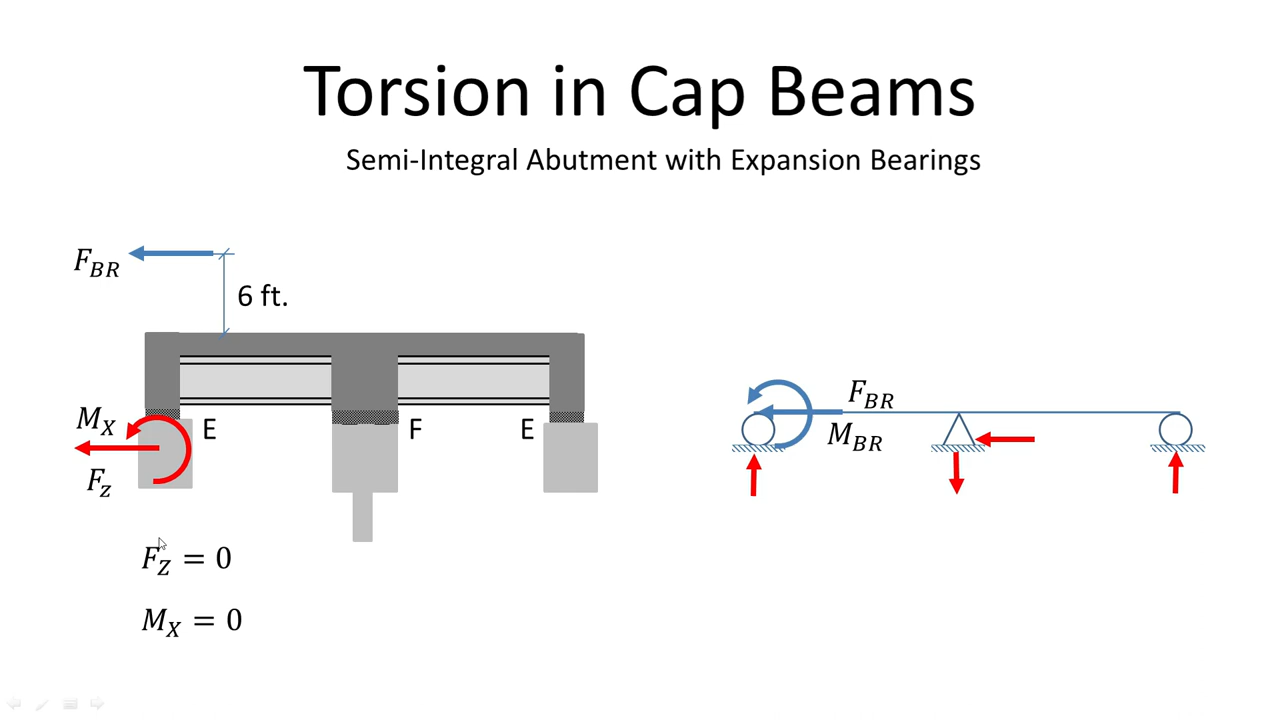 Torsion in Cap Beams
Semi-Integral Abutment with Expansion Bearings
F_BR
6 ft.
M_X
E
F
E
F_z
F_Z = 0
M_X = 0
F_BR
M_BR